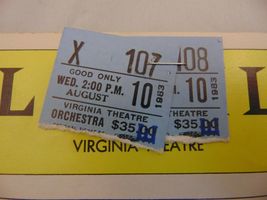 X 107
GOOD ONLY
WED. 2:00 P.M.
AUGUST 10 1983
VIRGINIA THEATRE
ORCHESTRA $35.00
108
10 1983
THEATRE
$35
L
VIRGINIA THEATRE